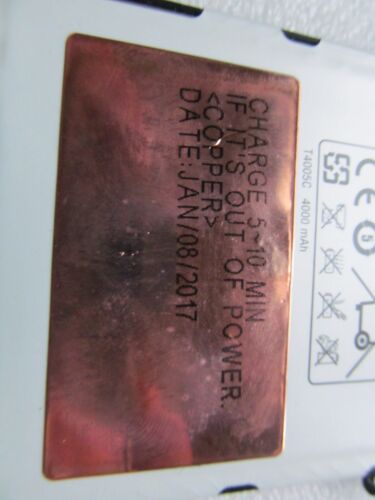 CHARGE 5~10 MIN
IF IT'S OUT OF POWER.
<COPPER>
DATE:JAN/08/2017
T4005C 4000 mAh